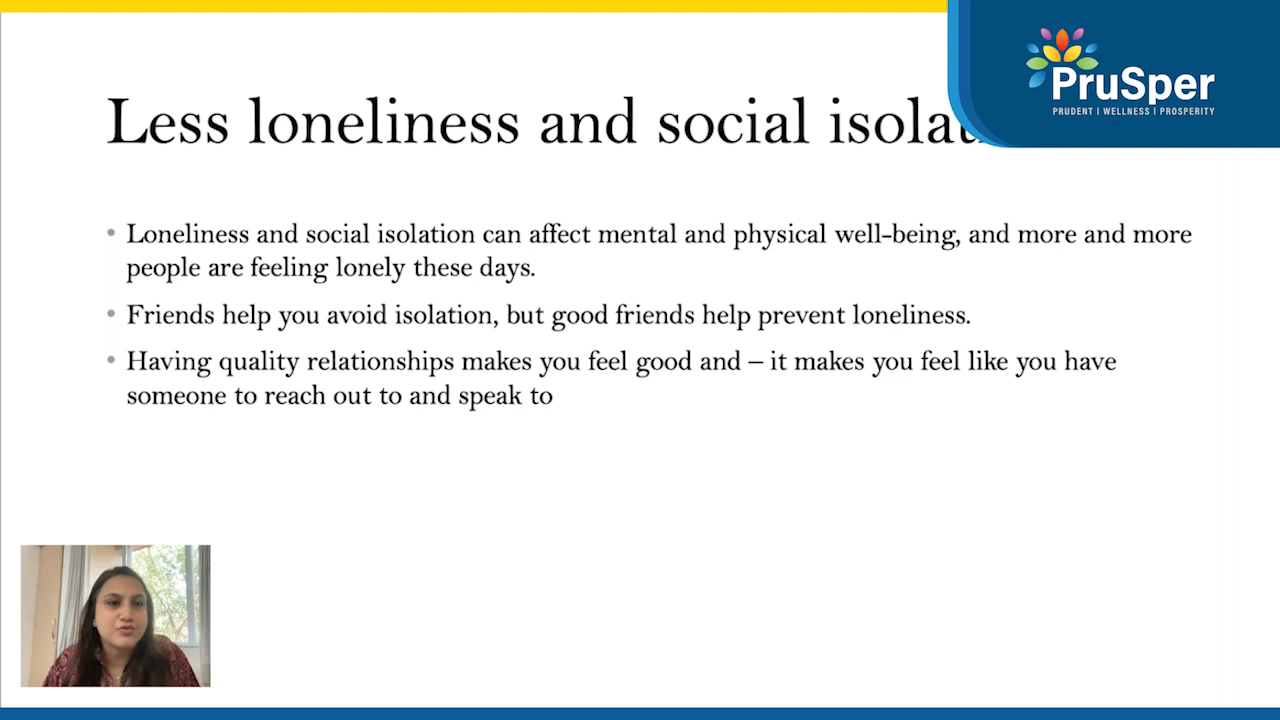 Less loneliness and social
PruSper
PRUDENT | WELLNESS | PROSPERITY
• Loneliness and social isolation can affect mental and physical well-being, and more and more
people are feeling lonely these days.
• Friends help you avoid isolation, but good friends help prevent loneliness.
• Having quality relationships makes you feel good and – it makes you feel like you have
someone to reach out to and speak to